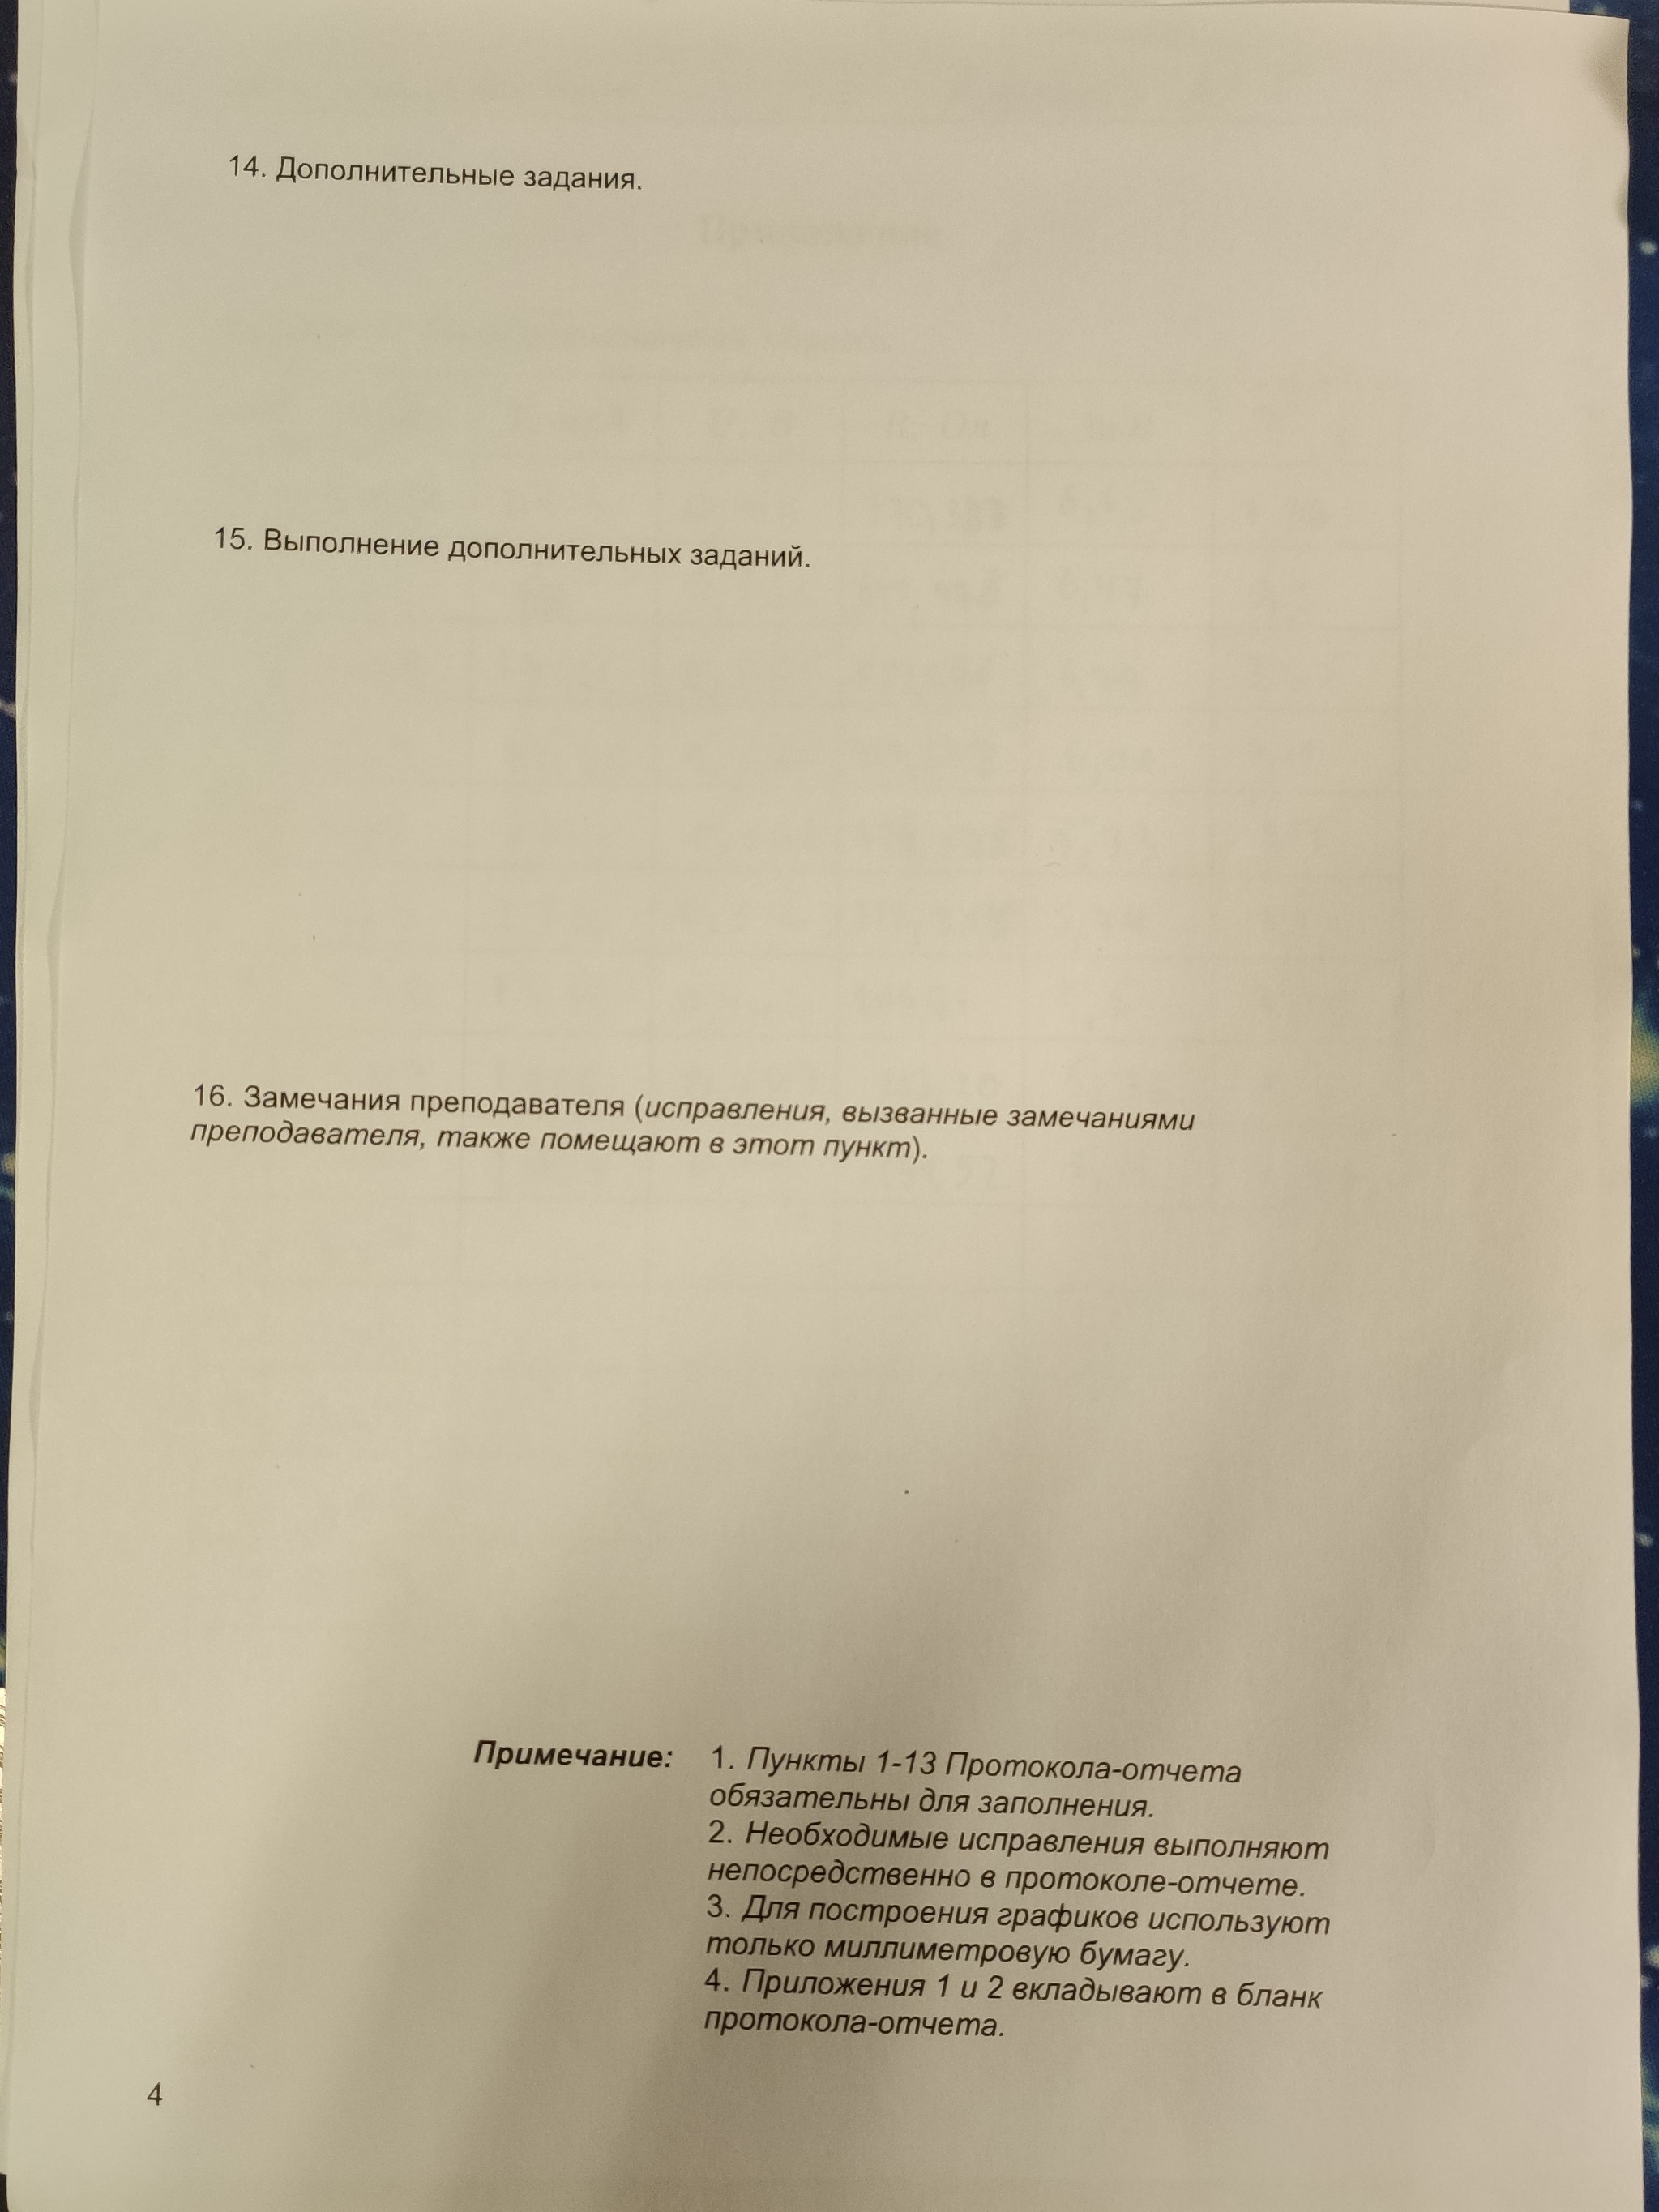 14. Дополнительные задания.
15. Выполнение дополнительных заданий.
16. Замечания преподавателя (исправления, вызванные замечаниями
преподавателя, также помещают в этот пункт).
Примечание: 1. Пункты 1-13 Протокола-отчета
обязательны для заполнения.
2. Необходимые исправления выполняют
непосредственно в протоколе-отчете.
3. Для построения графиков используют
только миллиметровую бумагу.
4. Приложения 1 и 2 вкладывают в бланк
протокола-отчета.
4